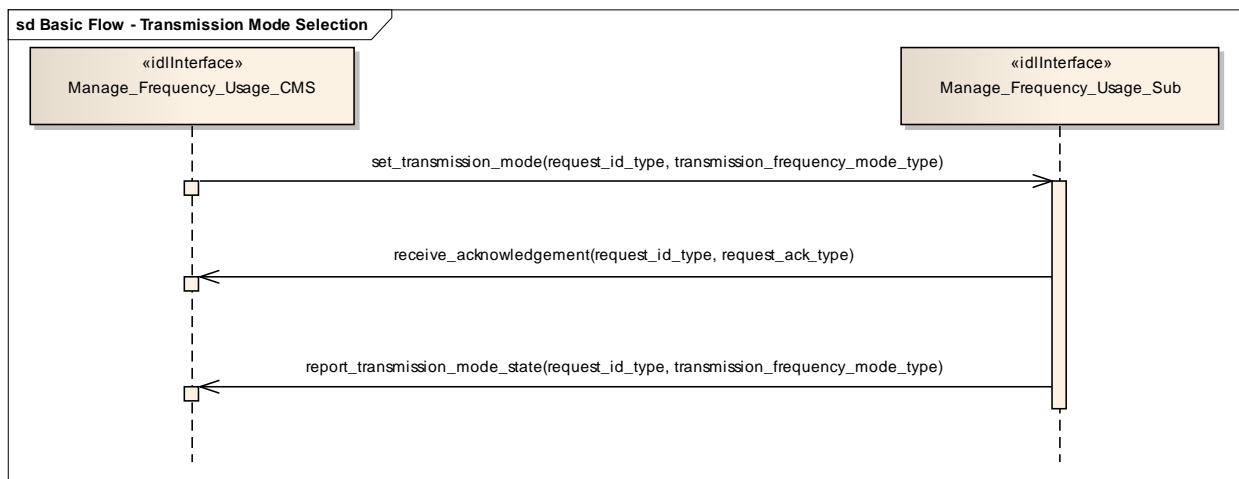 sd Basic Flow - Transmission Mode Selection
«idlInterface»
Manage_Frequency_Usage_CMS
«idlInterface»
Manage_Frequency_Usage_Sub
set_transmission_mode(request_id_type, transmission_frequency_mode_type)
receive_acknowledgement(request_id_type, request_ack_type)
report_transmission_mode_state(request_id_type, transmission_frequency_mode_type)